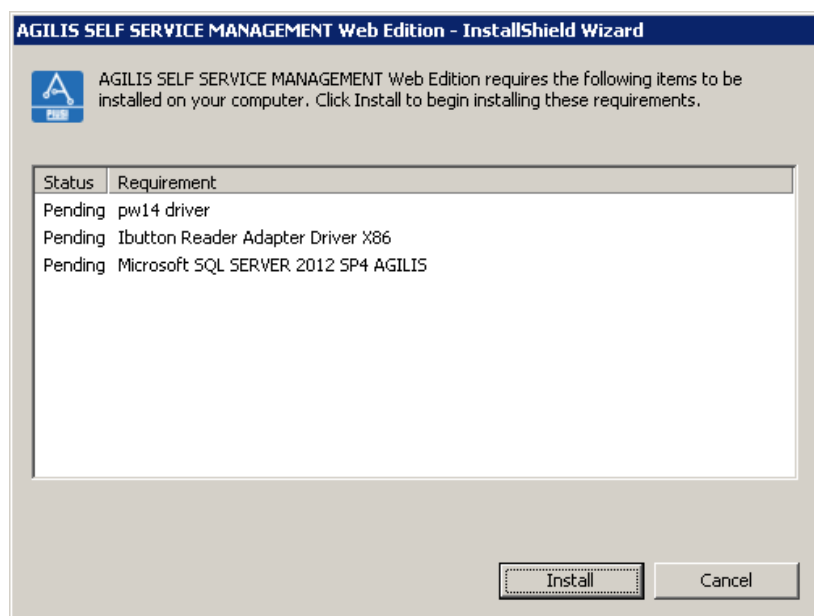 AGILIS SELF SERVICE MANAGEMENT Web Edition - InstallShield Wizard
AGILIS SELF SERVICE MANAGEMENT Web Edition requires the following items to be
installed on your computer. Click Install to begin installing these requirements.
Status Requirement
Pending pw14 driver
Pending Ibutton Reader Adapter Driver X86
Pending Microsoft SQL SERVER 2012 SP4 AGILIS
Install Cancel